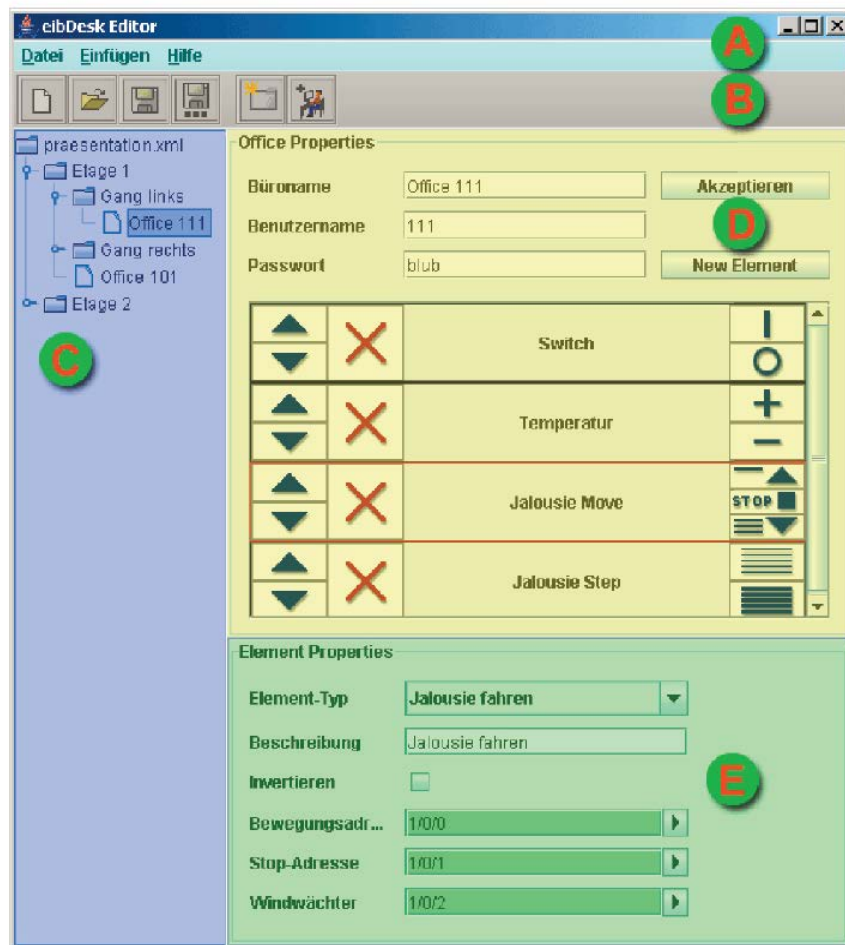 eibDesk Editor
Datei Einfügen Hilfe
A
B
praesentation.xml
Etage 1
Gang links
Office 111
Gang rechts
Office 101
Etage 2
C
Office Properties
Büroname Office 111 Akzeptieren
Benutzername 111
D
Passwort blub New Element
Switch
Temperatur
Jalousie Move
STOP
Jalousie Step
Element Properties
Element-Typ Jalousie fahren
Beschreibung Jalousie fahren
Invertieren
E
Bewegungsadr... 1/0/0
Stop-Adresse 1/0/1
Windwächter 1/0/2